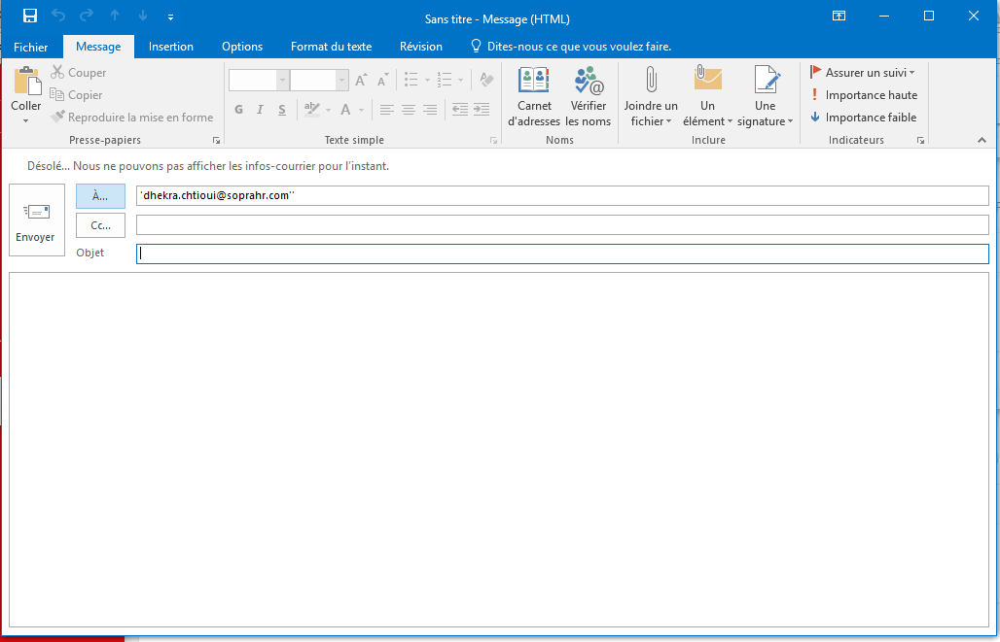 Sans titre - Message (HTML)
Fichier Message Insertion Options Format du texte Révision Dites-nous ce que vous voulez faire.
Coller
Couper
Copier
Reproduire la mise en forme
Presse-papiers
G I S ab A
Texte simple
Carnet d'adresses
Vérifier les noms
Noms
Joindre un fichier
Un élément
Une signature
Inclure
Assurer un suivi
Importance haute
Importance faible
Indicateurs
Désolé... Nous ne pouvons pas afficher les infos-courrier pour l'instant.
Envoyer
À... 'dhekra.chtioui@soprahr.com''
Cc...
Objet